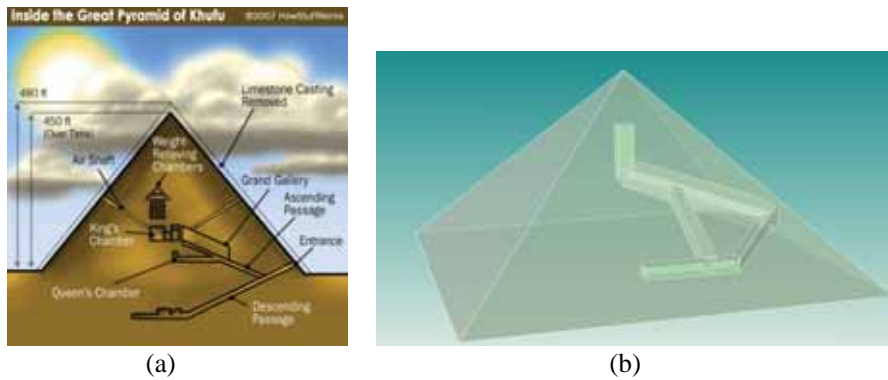 Inside the Great Pyramid of Khufu ©2007 HowStuffWorks
480 ft
450 ft
(Over Time)
Limestone Casting
Removed
Weight
Relieving
Chambers
Air Shaft
Grand Gallery
Ascending
Passage
King's
Chamber
Entrance
Queen's Chamber
Descending
Passage
(a)
(b)